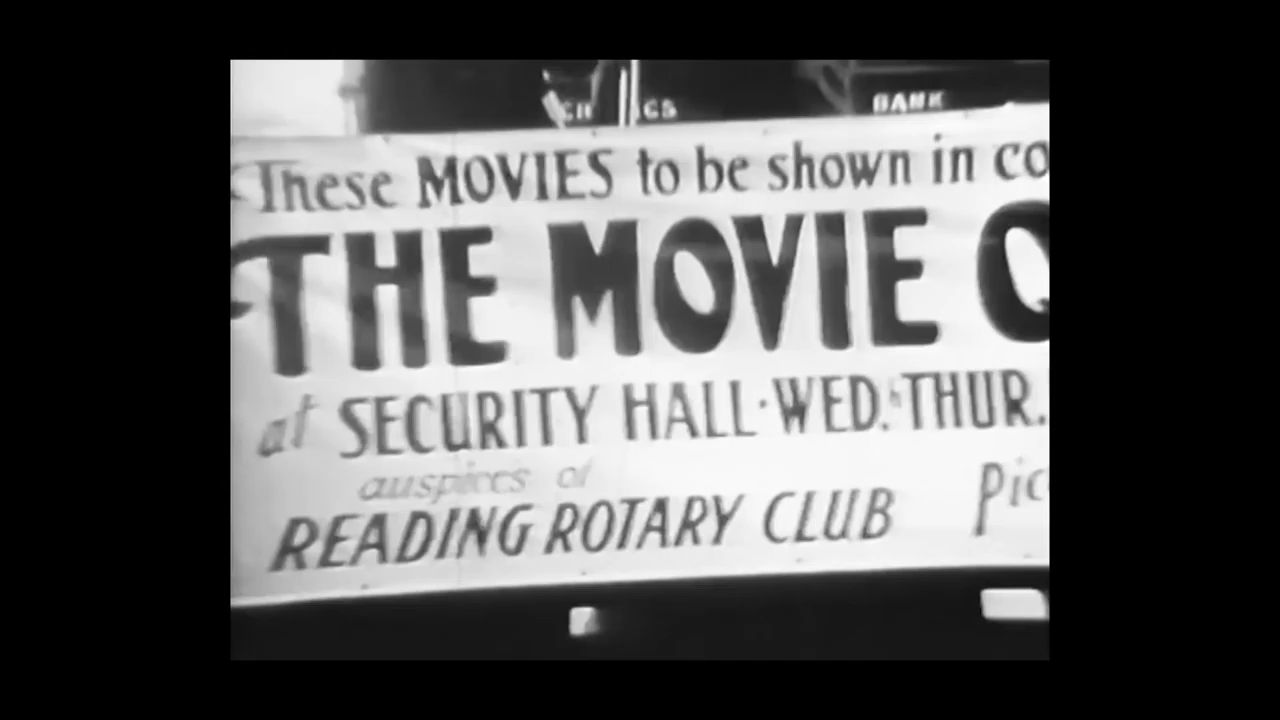 BANK
These MOVIES to be shown in co
THE MOVIE
at SECURITY HALL · WED. & THUR.
auspices of
READING ROTARY CLUB
Pic